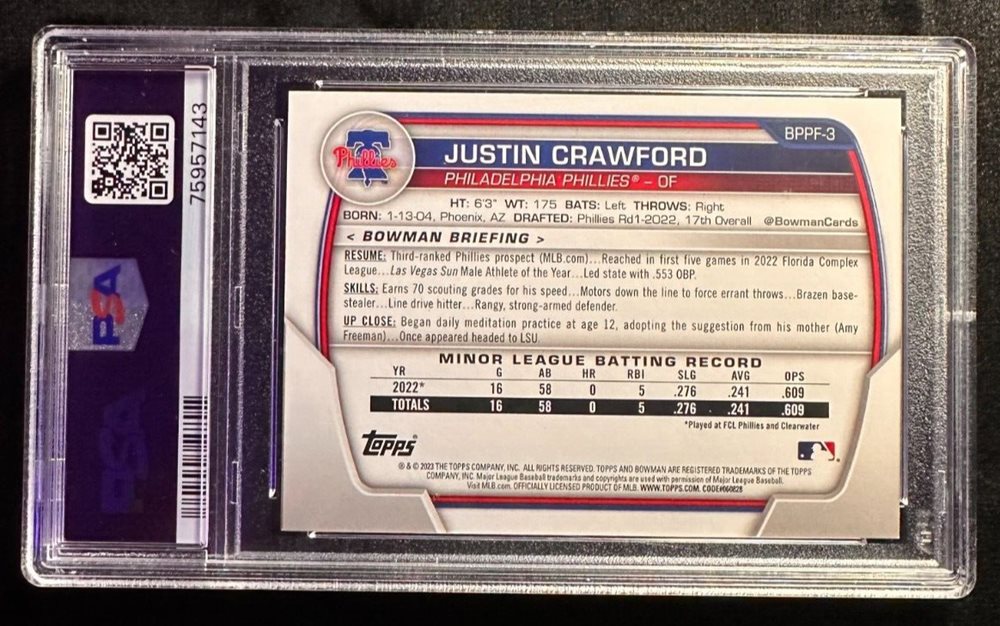 75957143
PSA
BPPF-3
Phillies
JUSTIN CRAWFORD
PHILADELPHIA PHILLIES® – OF
HT: 6'3" WT: 175 BATS: Left THROWS: Right
BORN: 1-13-04, Phoenix, AZ DRAFTED: Phillies Rd1-2022, 17th Overall @BowmanCards
< BOWMAN BRIEFING >
RESUME: Third-ranked Phillies prospect (MLB.com)...Reached in first five games in 2022 Florida Complex
League...Las Vegas Sun Male Athlete of the Year...Led state with .553 OBP.
SKILLS: Earns 70 scouting grades for his speed...Motors down the line to force errant throws...Brazen base-
stealer...Line drive hitter...Rangy, strong-armed defender.
UP CLOSE: Began daily meditation practice at age 12, adopting the suggestion from his mother (Amy
Freeman)...Once appeared headed to LSU.
MINOR LEAGUE BATTING RECORD
YR G AB HR RBI SLG AVG OPS
2022* 16 58 0 5 .276 .241 .609
TOTALS 16 58 0 5 .276 .241 .609
*Played at FCL Phillies and Clearwater
topps®
® & © 2023 THE TOPPS COMPANY, INC. ALL RIGHTS RESERVED. TOPPS AND BOWMAN ARE REGISTERED TRADEMARKS OF THE TOPPS
COMPANY, INC. Major League Baseball trademarks and copyrights are used with permission of Major League Baseball.
Visit MLB.com. OFFICIALLY LICENSED PRODUCT OF MLB. WWW.TOPPS.COM. CODE#060828